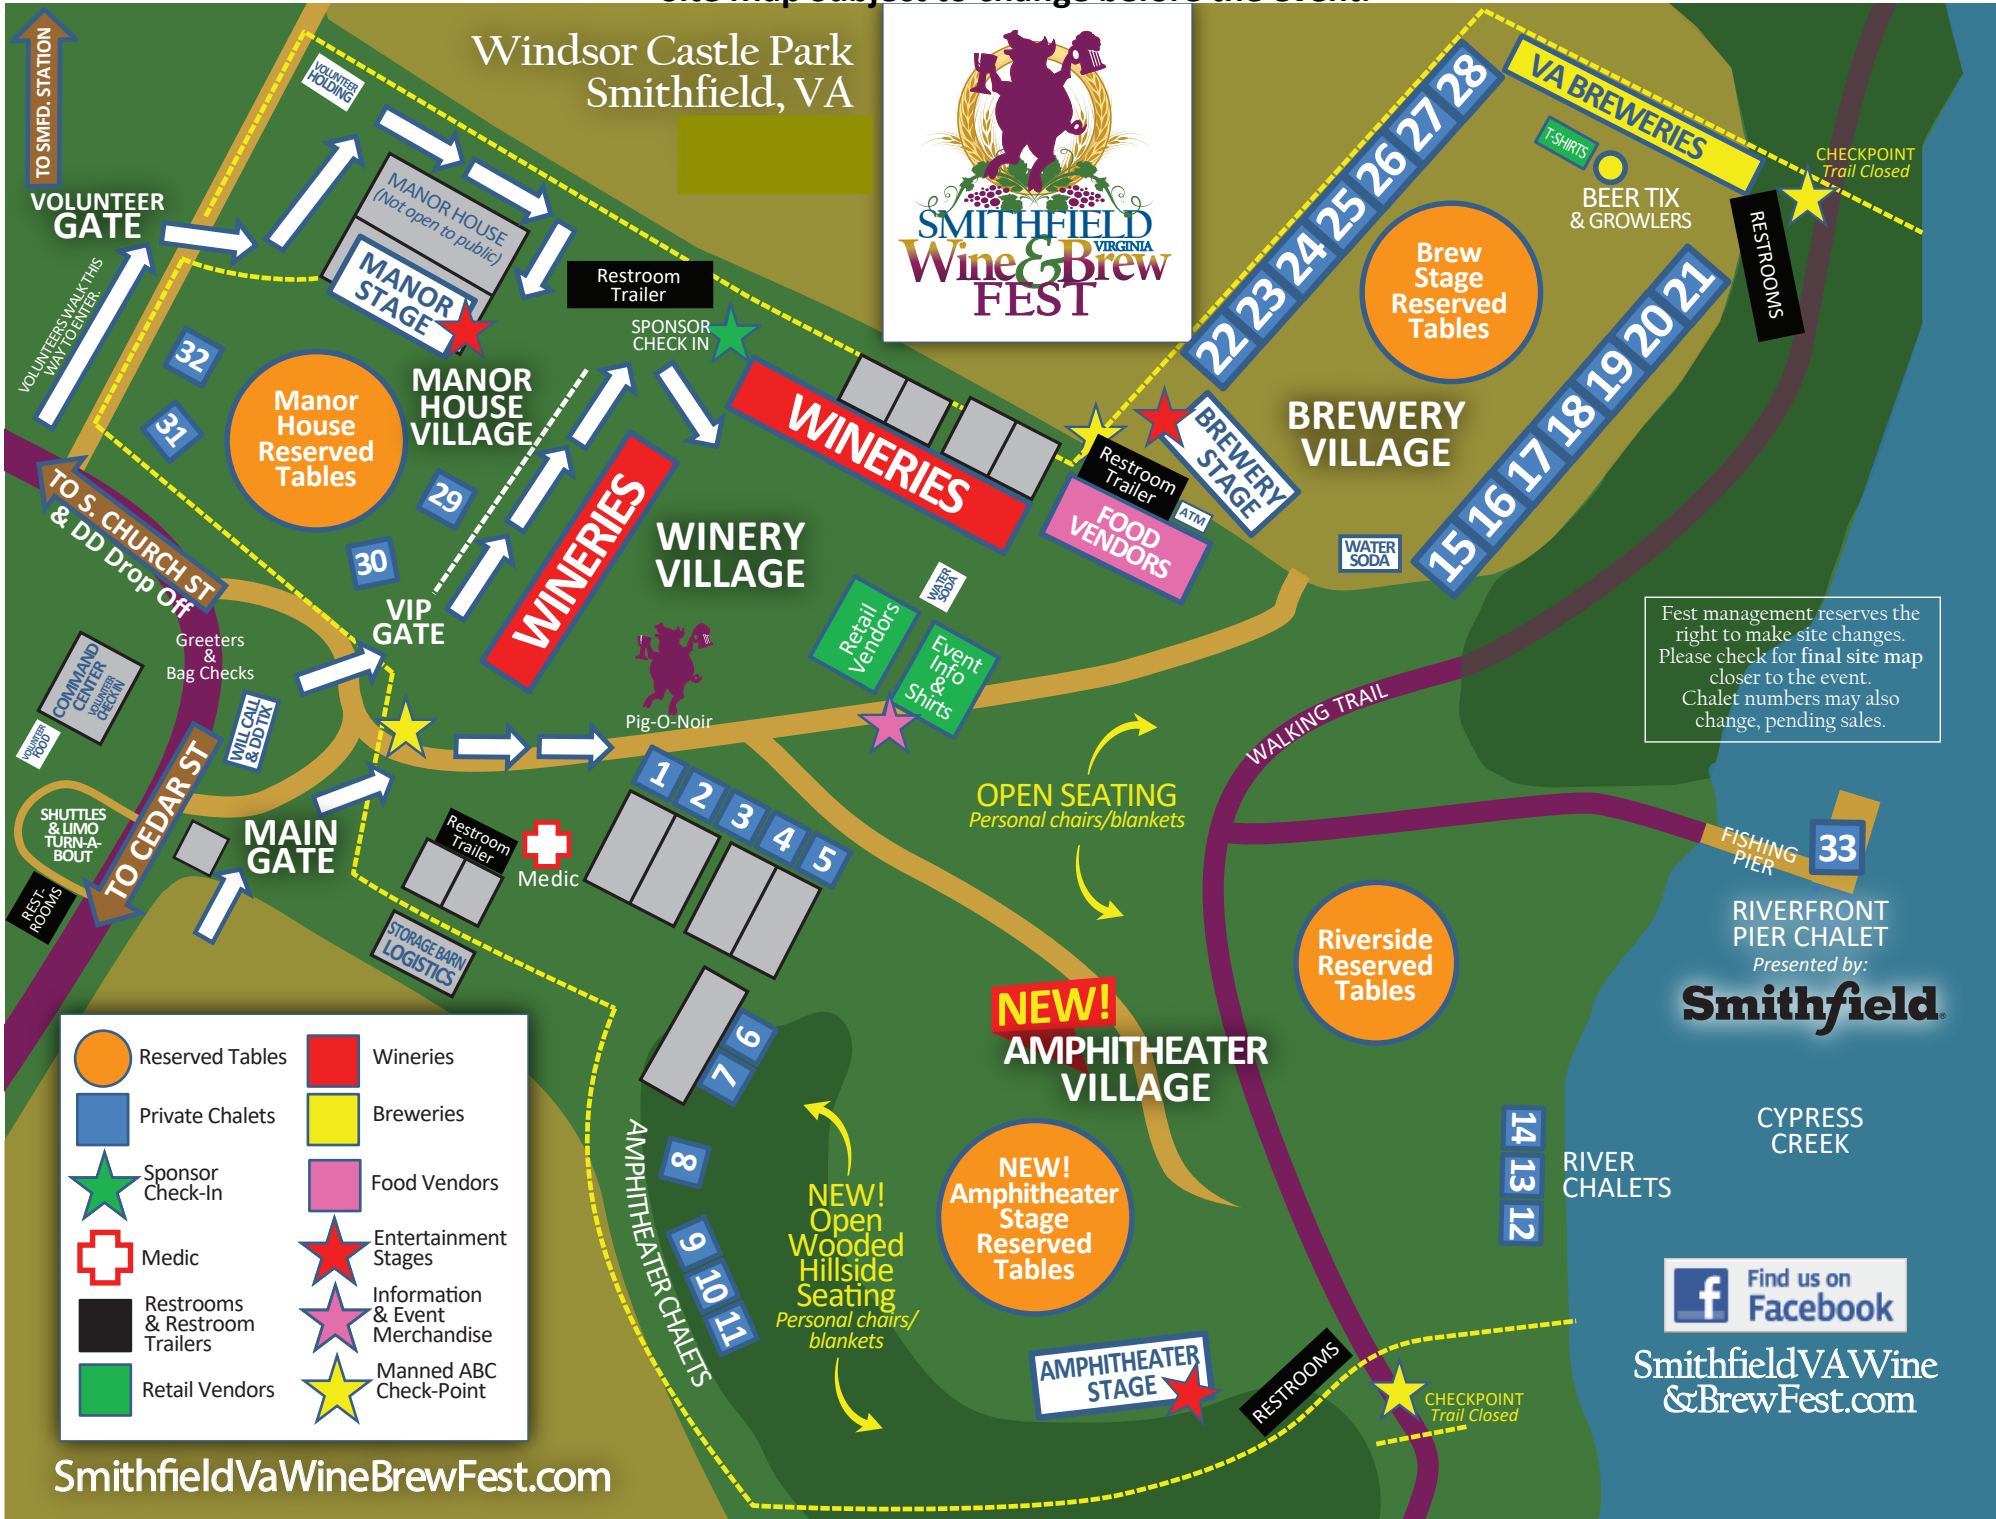 Site Map Subject to change before the event.
Windsor Castle Park
Smithfield, VA
SMITHFIELD
VIRGINIA
Wine & Brew
FEST
TO SMFD. STATION
VOLUNTEER
GATE
VOLUNTEERS WALK THIS
WAY TO ENTER.
VOLUNTEER
HOLDING
MANOR HOUSE
(Not open to public)
MANOR
STAGE
Restroom
Trailer
SPONSOR
CHECK IN
32
31
Manor
House
Reserved
Tables
MANOR
HOUSE
VILLAGE
29
30
VIP
GATE
WINERIES
WINERIES
WINERY
VILLAGE
28
27
26
25
24
23
22
VA BREWERIES
T-SHIRTS
BEER TIX
& GROWLERS
CHECKPOINT
Trail Closed
RESTROOMS
Brew
Stage
Reserved
Tables
21
20
19
18
17
16
15
BREWERY
VILLAGE
BREWERY
STAGE
Restroom
Trailer
ATM
FOOD
VENDORS
WATER
SODA
WATER
SODA
Retail
Vendors
Event
Info
&
Shirts
TO S. CHURCH ST
& DD Drop Off
Greeters
&
Bag Checks
COMMAND
CENTER
VOLUNTEER
CHECK IN
VOLUNTEER
FOOD
WILL CALL
& DD TIX
TO CEDAR ST
SHUTTLES
& LIMO
TURN-A-
BOUT
REST-
ROOMS
MAIN
GATE
Pig-O-Noir
Restroom
Trailer
Medic
STORAGE BARN
LOGISTICS
1
2
3
4
5
6
7
8
9
10
11
AMPHITHEATER CHALETS
OPEN SEATING
Personal chairs/blankets
WALKING TRAIL
Fest management reserves the
right to make site changes.
Please check for final site map
closer to the event.
Chalet numbers may also
change, pending sales.
FISHING
PIER
33
RIVERFRONT
PIER CHALET
Presented by:
Smithfield
Riverside
Reserved
Tables
NEW!
AMPHITHEATER
VILLAGE
NEW!
Amphitheater
Stage
Reserved
Tables
NEW!
Open
Wooded
Hillside
Seating
Personal chairs/
blankets
AMPHITHEATER
STAGE
RESTROOMS
CHECKPOINT
Trail Closed
14
13
12
RIVER
CHALETS
CYPRESS
CREEK
Find us on
Facebook
SmithfieldVAWine
&BrewFest.com
Reserved Tables
Private Chalets
Sponsor
Check-In
Medic
Restrooms
& Restroom
Trailers
Retail Vendors
Wineries
Breweries
Food Vendors
Entertainment
Stages
Information
& Event
Merchandise
Manned ABC
Check-Point
SmithfieldVaWineBrewFest.com